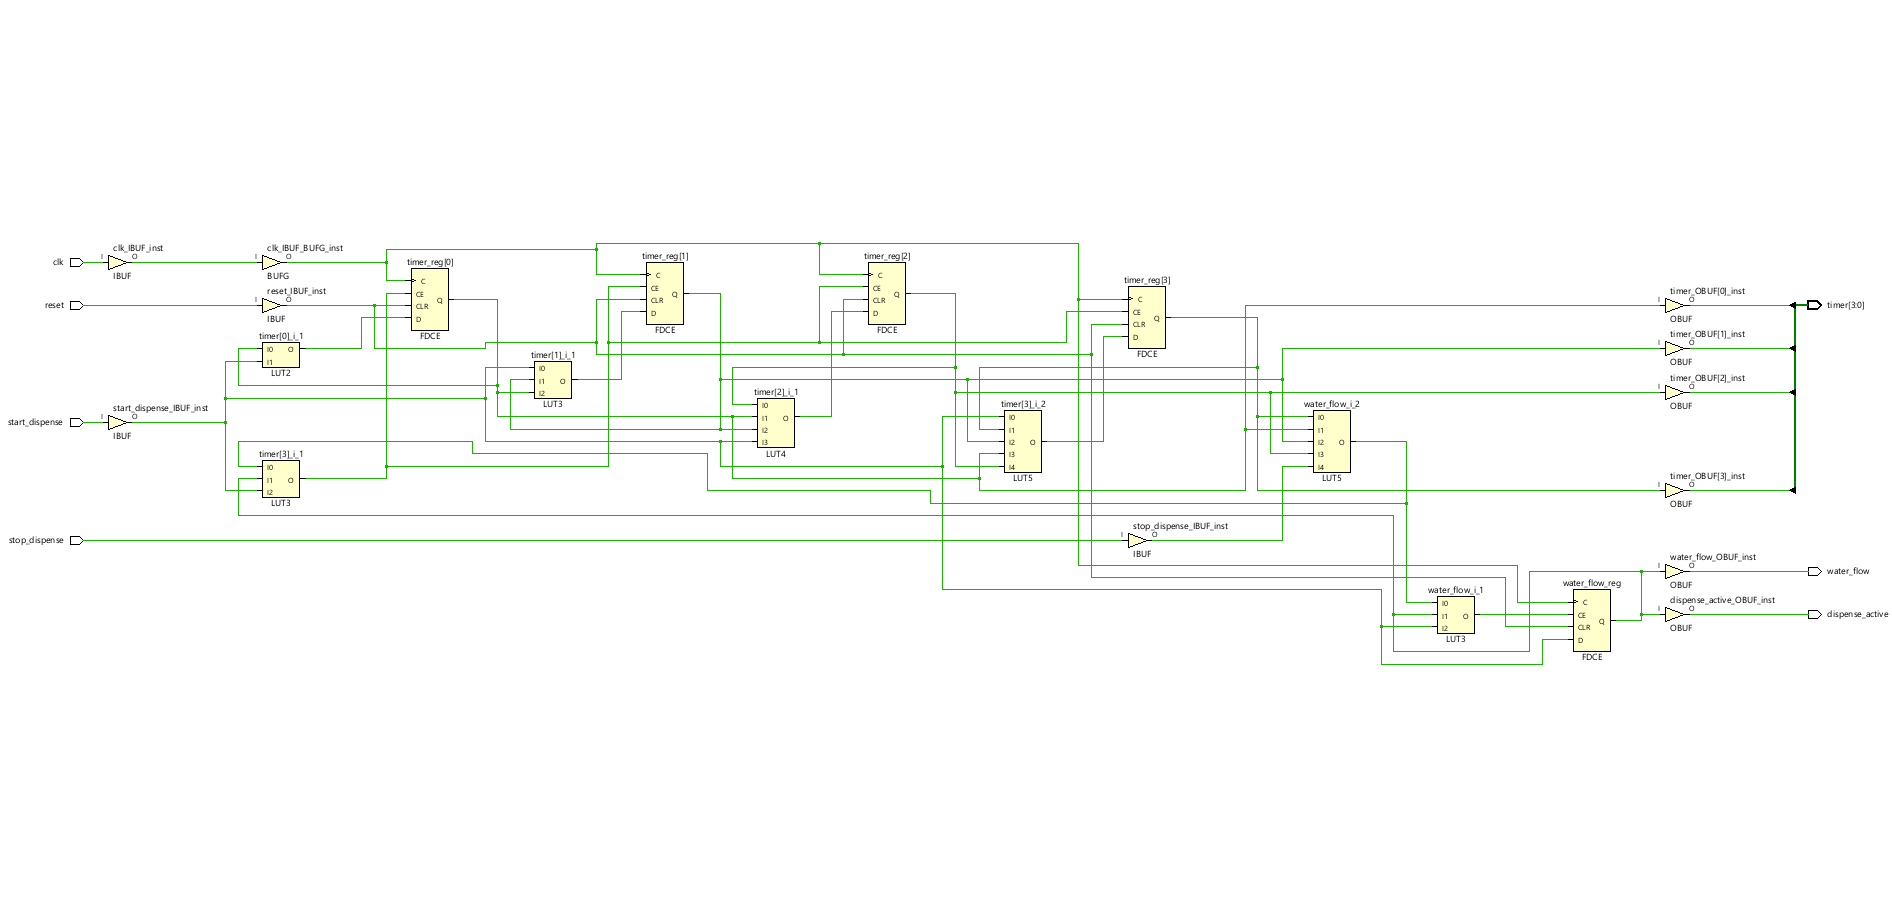 clk
clk_IBUF_inst
I
O
IBUF
clk_IBUF_BUFG_inst
I
O
BUFG
reset
reset_IBUF_inst
I
O
IBUF
timer[0]_i_1
I0
O
I1
LUT2
start_dispense
start_dispense_IBUF_inst
I
O
IBUF
timer[3]_i_1
I0
I1
O
I2
LUT3
stop_dispense
timer_reg[0]
C
CE
Q
CLR
D
FDCE
timer[1]_i_1
I0
I1
O
I2
LUT3
timer_reg[1]
C
CE
Q
CLR
D
FDCE
timer[2]_i_1
I0
I1
O
I2
I3
LUT4
timer_reg[2]
C
CE
Q
CLR
D
FDCE
timer[3]_i_2
I0
I1
I2
O
I3
I4
LUT5
timer_reg[3]
C
CE
Q
CLR
D
FDCE
stop_dispense_IBUF_inst
I
O
IBUF
water_flow_i_2
I0
I1
I2
O
I3
I4
LUT5
water_flow_i_1
I0
I1
O
I2
LUT3
water_flow_reg
C
CE
Q
CLR
D
FDCE
timer_OBUF[0]_inst
I
O
OBUF
timer[3:0]
timer_OBUF[1]_inst
I
O
OBUF
timer_OBUF[2]_inst
I
O
OBUF
timer_OBUF[3]_inst
I
O
OBUF
water_flow_OBUF_inst
I
O
OBUF
water_flow
dispense_active_OBUF_inst
I
O
OBUF
dispense_active